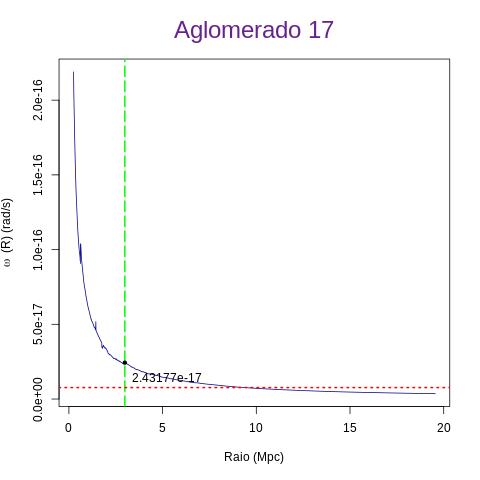 Aglomerado 17
ω (R) (rad/s)
2.0e-16
1.5e-16
1.0e-16
5.0e-17
0.0e+00
2.43177e-17
0 5 10 15 20
Raio (Mpc)